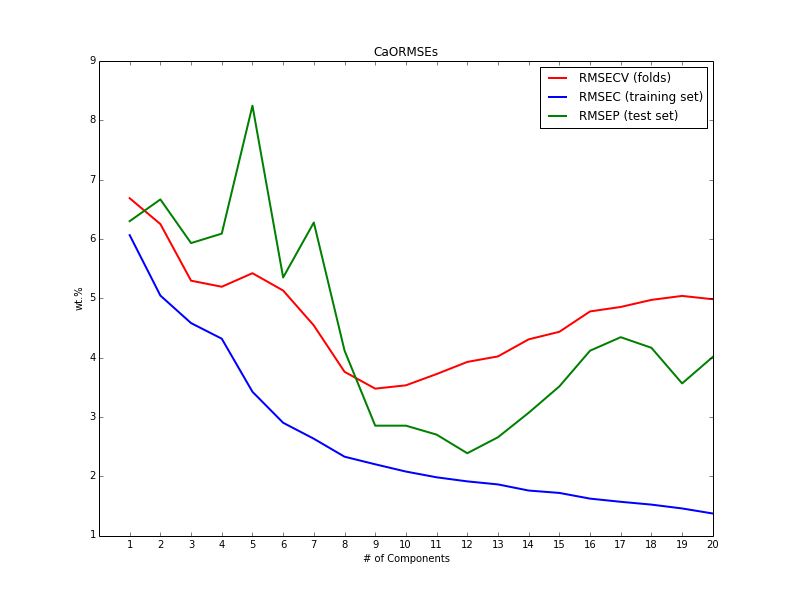 CaORMSEs
RMSECV (folds)
RMSEC (training set)
RMSEP (test set)
9
8
7
6
5
4
3
2
1
wt.%
1 2 3 4 5 6 7 8 9 10 11 12 13 14 15 16 17 18 19 20
# of Components